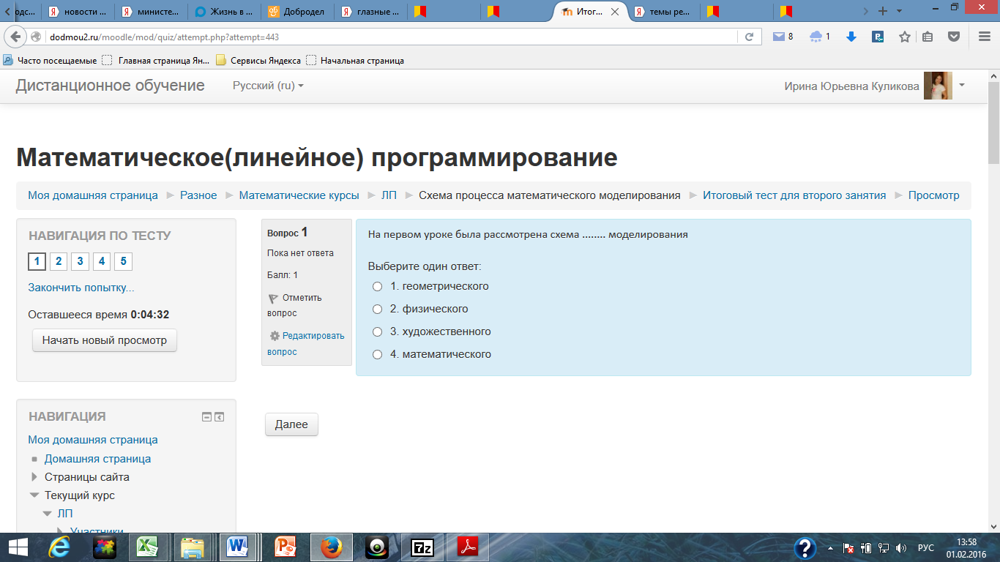 одс...
новости ...
министе...
Жизнь в ...
Добродел
глазные ...
Итог...
темы ре...
dodmou2.ru/moodle/mod/quiz/attempt.php?attempt=443
8
1
Часто посещаемые
Главная страница Ян...
Сервисы Яндекса
Начальная страница
Дистанционное обучение
Русский (ru)
Ирина Юрьевна Куликова
Математическое(линейное) программирование
Моя домашняя страница Разное Математические курсы ЛП Схема процесса математического моделирования Итоговый тест для второго занятия Просмотр
НАВИГАЦИЯ ПО ТЕСТУ
1 2 3 4 5
Закончить попытку...
Оставшееся время 0:04:32
Начать новый просмотр
Вопрос 1
Пока нет ответа
Балл: 1
Отметить
вопрос
Редактировать
вопрос
На первом уроке была рассмотрена схема ........ моделирования
Выберите один ответ:
1. геометрического
2. физического
3. художественного
4. математического
Далее
НАВИГАЦИЯ
Моя домашняя страница
Домашняя страница
Страницы сайта
Текущий курс
ЛП
Участники
7z
РУС
13:58
01.02.2016